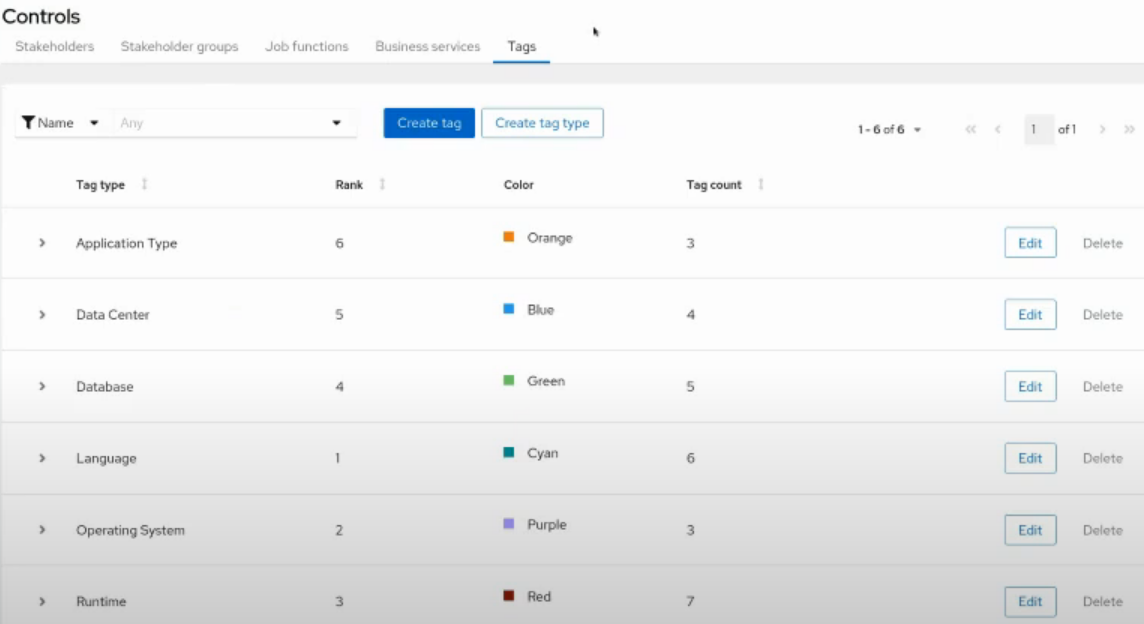 Controls
Stakeholders Stakeholder groups Job functions Business services Tags
Name Any Create tag Create tag type 1 - 6 of 6 1 of 1
Tag type Rank Color Tag count
Application Type 6 Orange 3 Edit Delete
Data Center 5 Blue 4 Edit Delete
Database 4 Green 5 Edit Delete
Language 1 Cyan 6 Edit Delete
Operating System 2 Purple 3 Edit Delete
Runtime 3 Red 7 Edit Delete